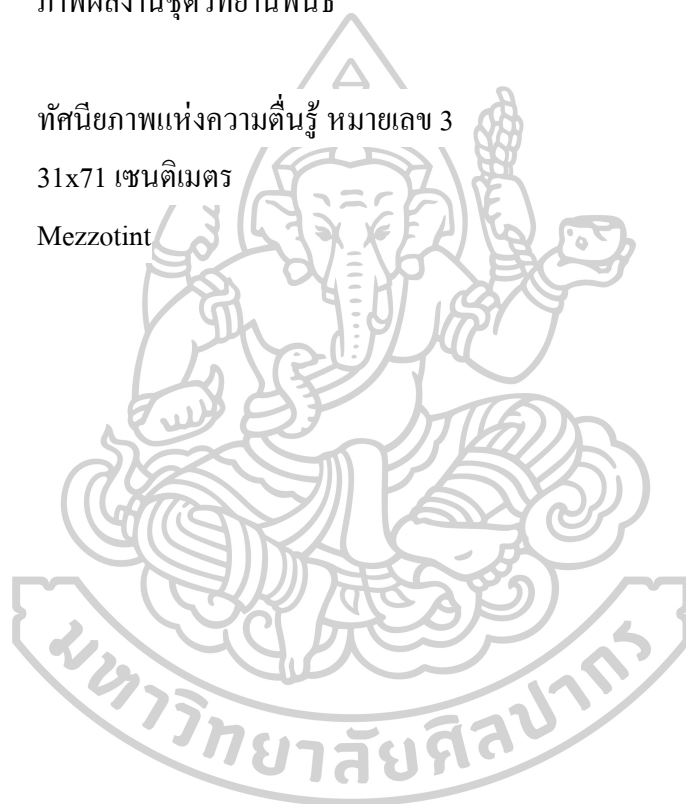 ภาพผลงานชุดวิทยานิพนธ์
ทัศนียภาพแห่งความตื่นรู้ หมายเลข 3
31x71 เซนติเมตร
Mezzotint
มหาวิทยาลัยศิลปากร